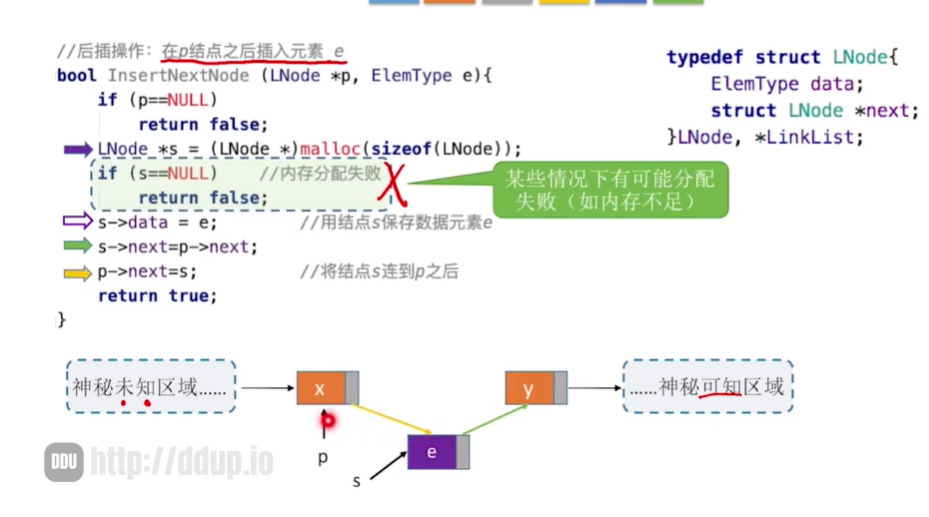 //后插操作：在p结点之后插入元素 e
bool InsertNextNode (LNode *p, ElemType e){
if (p==NULL)
return false;
LNode *s = (LNode *)malloc(sizeof(LNode));
if (s==NULL) //内存分配失败
return false;
s->data = e; //用结点s保存数据元素e
s->next=p->next;
p->next=s; //将结点s连到p之后
return true;
}
typedef struct LNode{
ElemType data;
struct LNode *next;
}LNode, *LinkList;
某些情况下有可能分配
失败（如内存不足）
神秘未知区域……
x
y
……神秘可知区域
e
p
s
DDU http://ddup.io